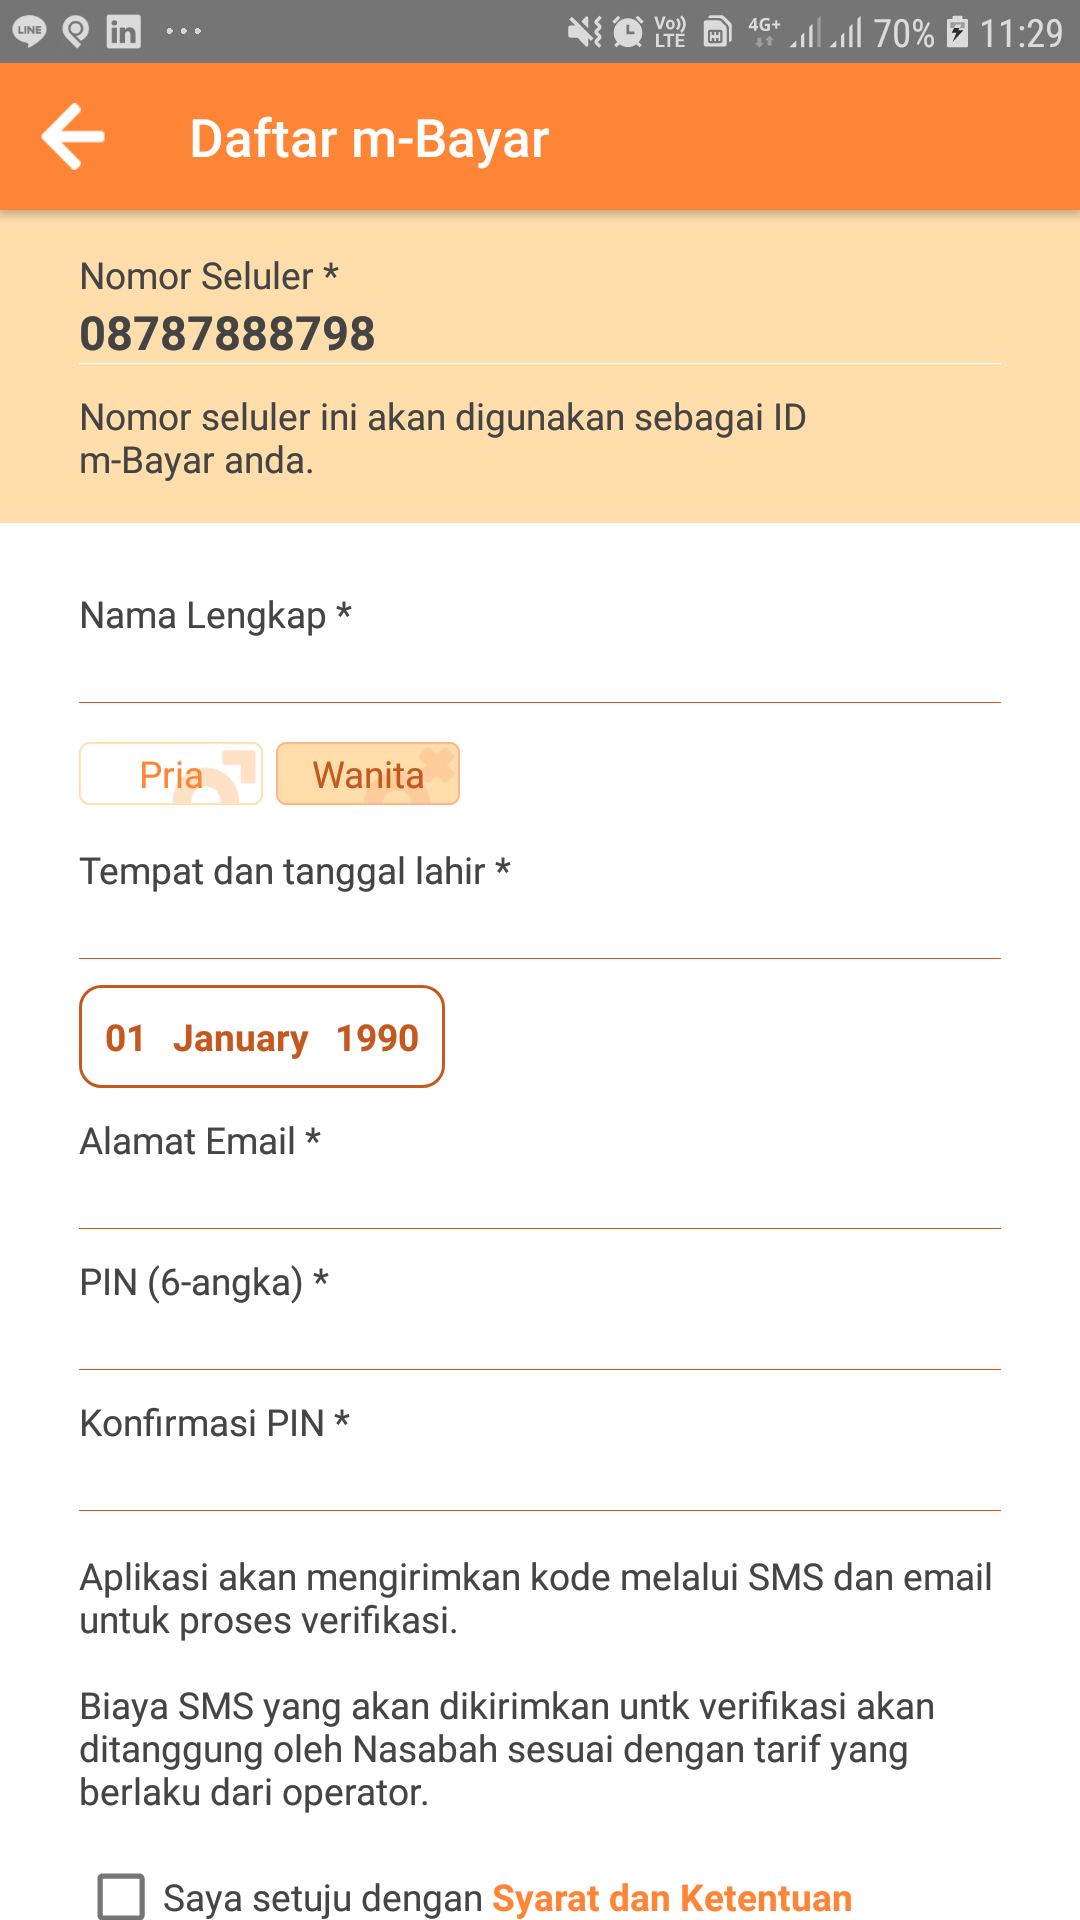 LINE in ... Vo)) LTE 4G+ 70% 11:29
Daftar m-Bayar
Nomor Seluler *
08787888798
Nomor seluler ini akan digunakan sebagai ID
m-Bayar anda.
Nama Lengkap *
Pria Wanita
Tempat dan tanggal lahir *
01 January 1990
Alamat Email *
PIN (6-angka) *
Konfirmasi PIN *
Aplikasi akan mengirimkan kode melalui SMS dan email
untuk proses verifikasi.
Biaya SMS yang akan dikirimkan untk verifikasi akan
ditanggung oleh Nasabah sesuai dengan tarif yang
berlaku dari operator.
Saya setuju dengan Syarat dan Ketentuan